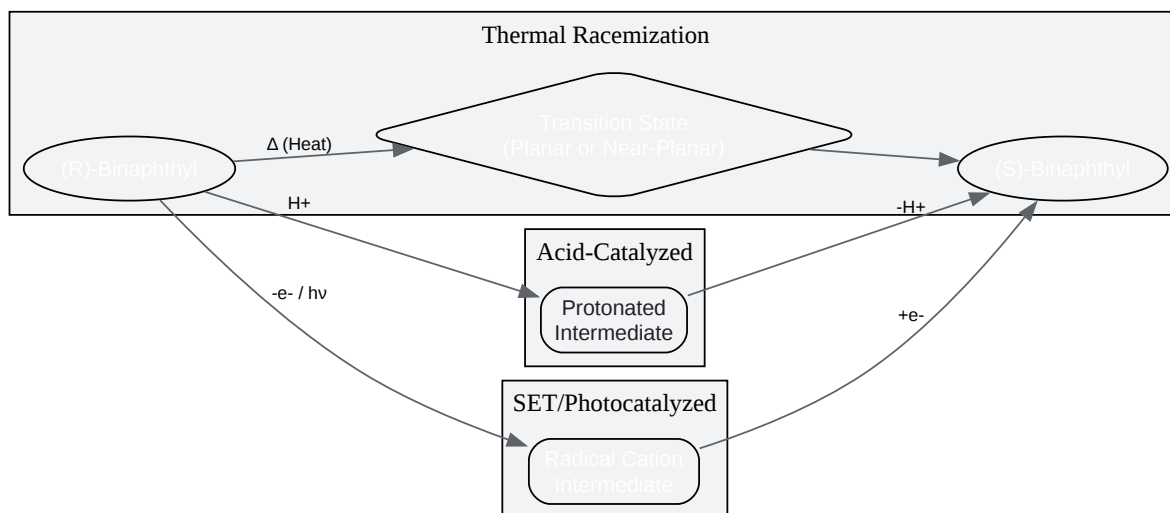 Thermal Racemization
Transition State
(Planar or Near-Planar)
Δ (Heat)
(R)-Binaphthyl
(S)-Binaphthyl
H+
-H+
Acid-Catalyzed
Protonated
Intermediate
-e- / hν
+e-
SET/Photocatalyzed
Radical Cation
Intermediate